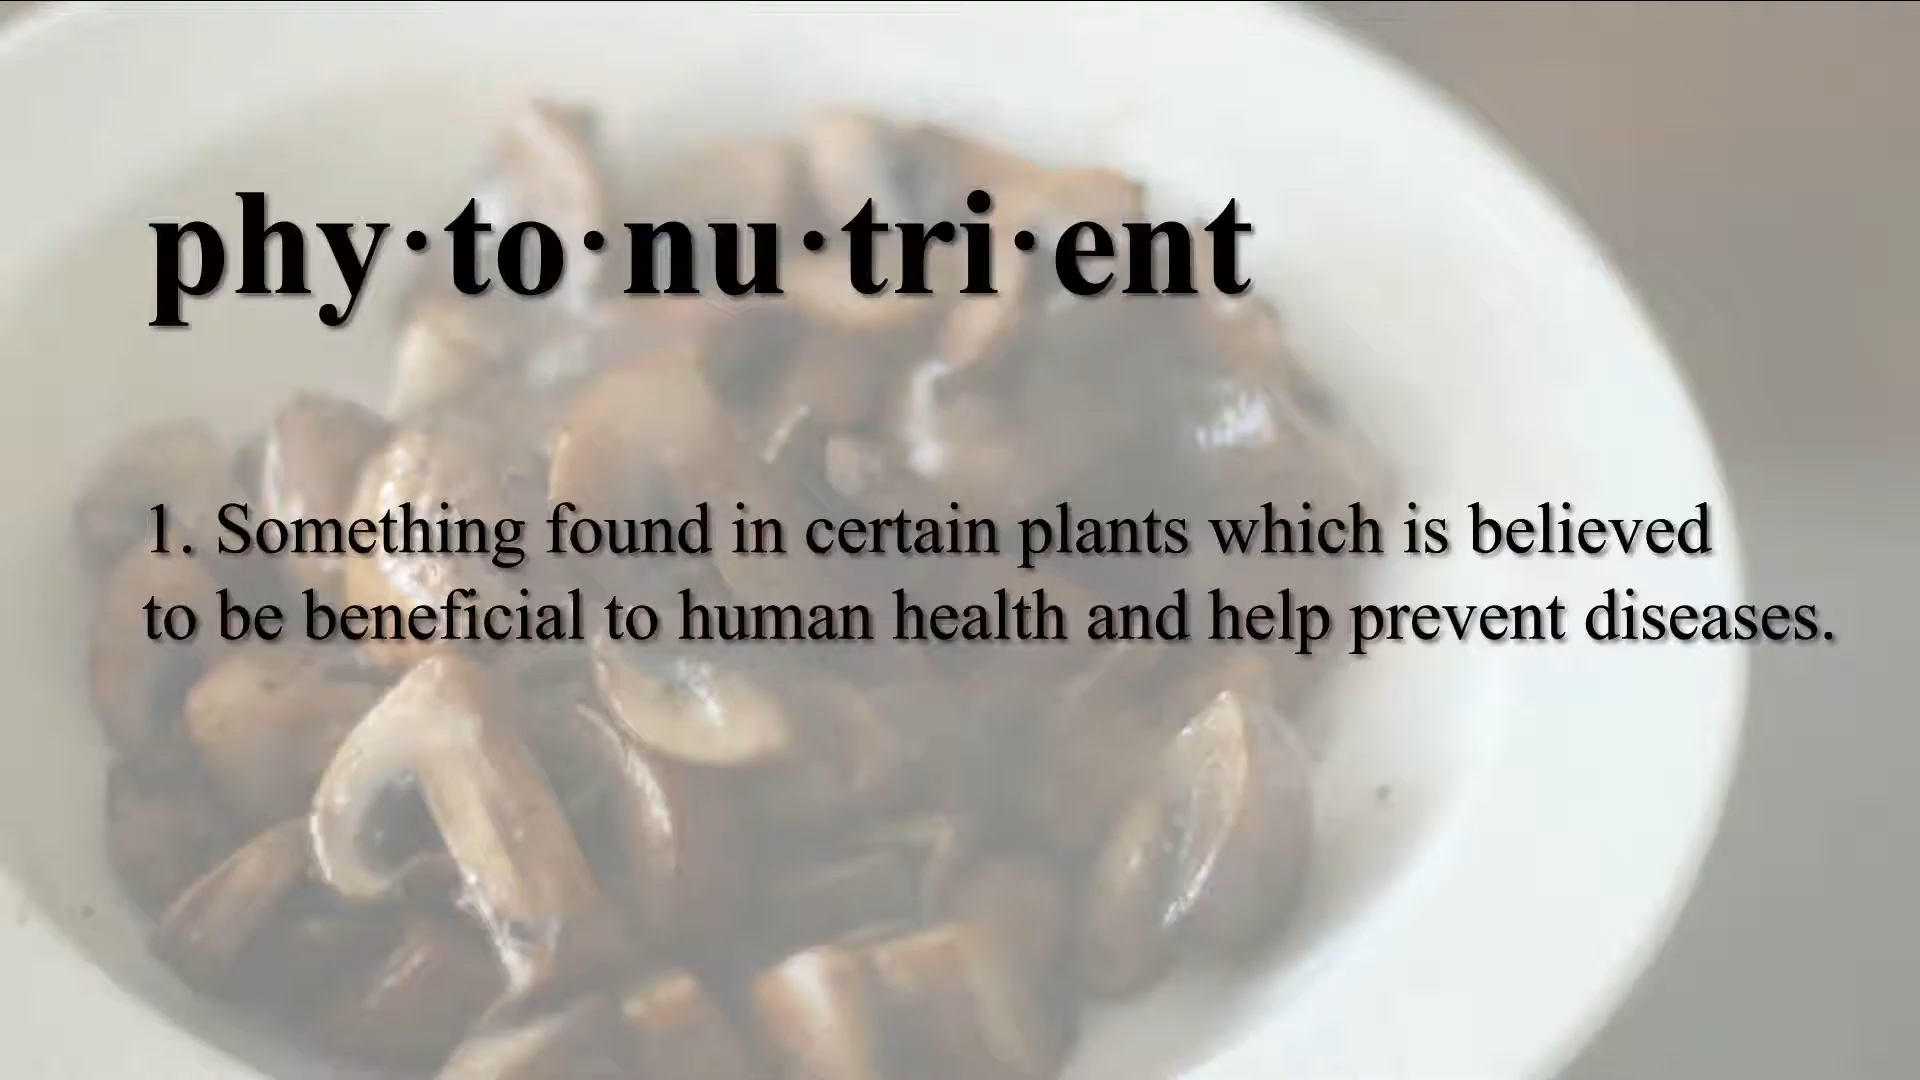 phy·to·nu·tri·ent
1. Something found in certain plants which is believed
to be beneficial to human health and help prevent diseases.